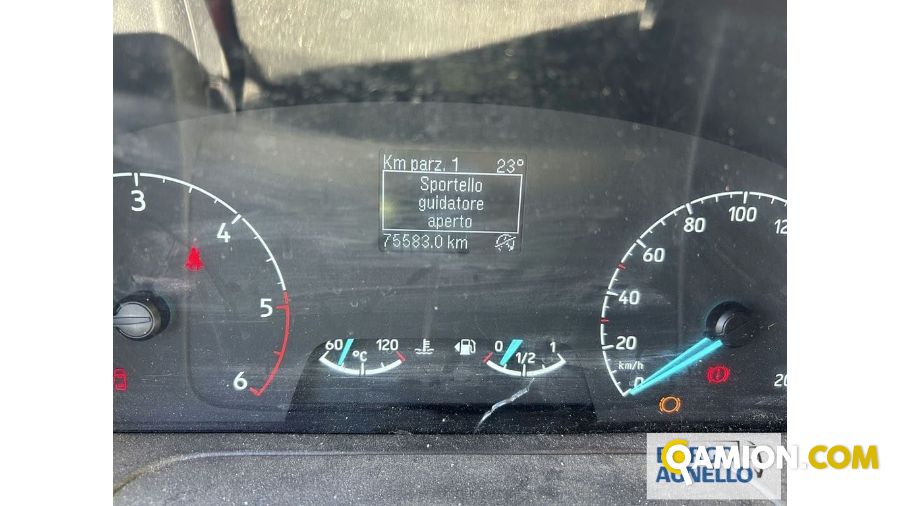 Km parz. 1 23°
Sportello
guidatore
aperto
75583.0 km
3
4
5
6
60 120
°C
0 1/2 1
0 20 40 60 80 100
km/h
QAMION.COM
AGNELLO